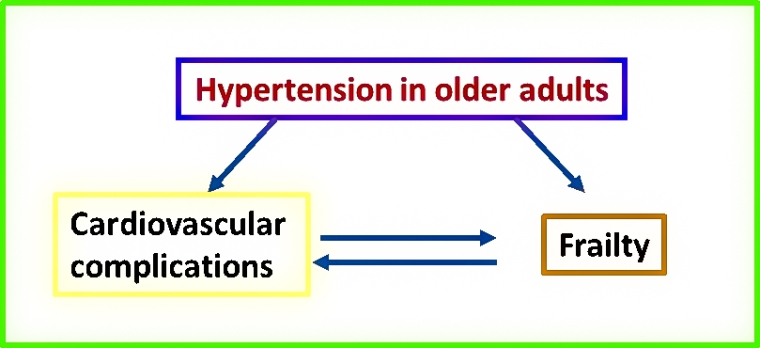 Hypertension in older adults
Cardiovascular
complications
Frailty